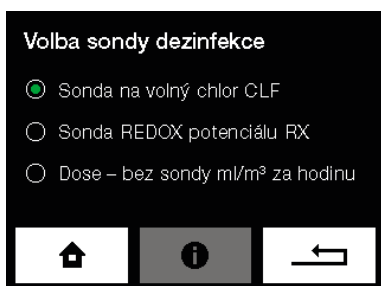 Volba sondy dezinfekce
Sonda na volný chlor CLF
Sonda REDOX potenciálu RX
Dose – bez sondy ml/m³ za hodinu